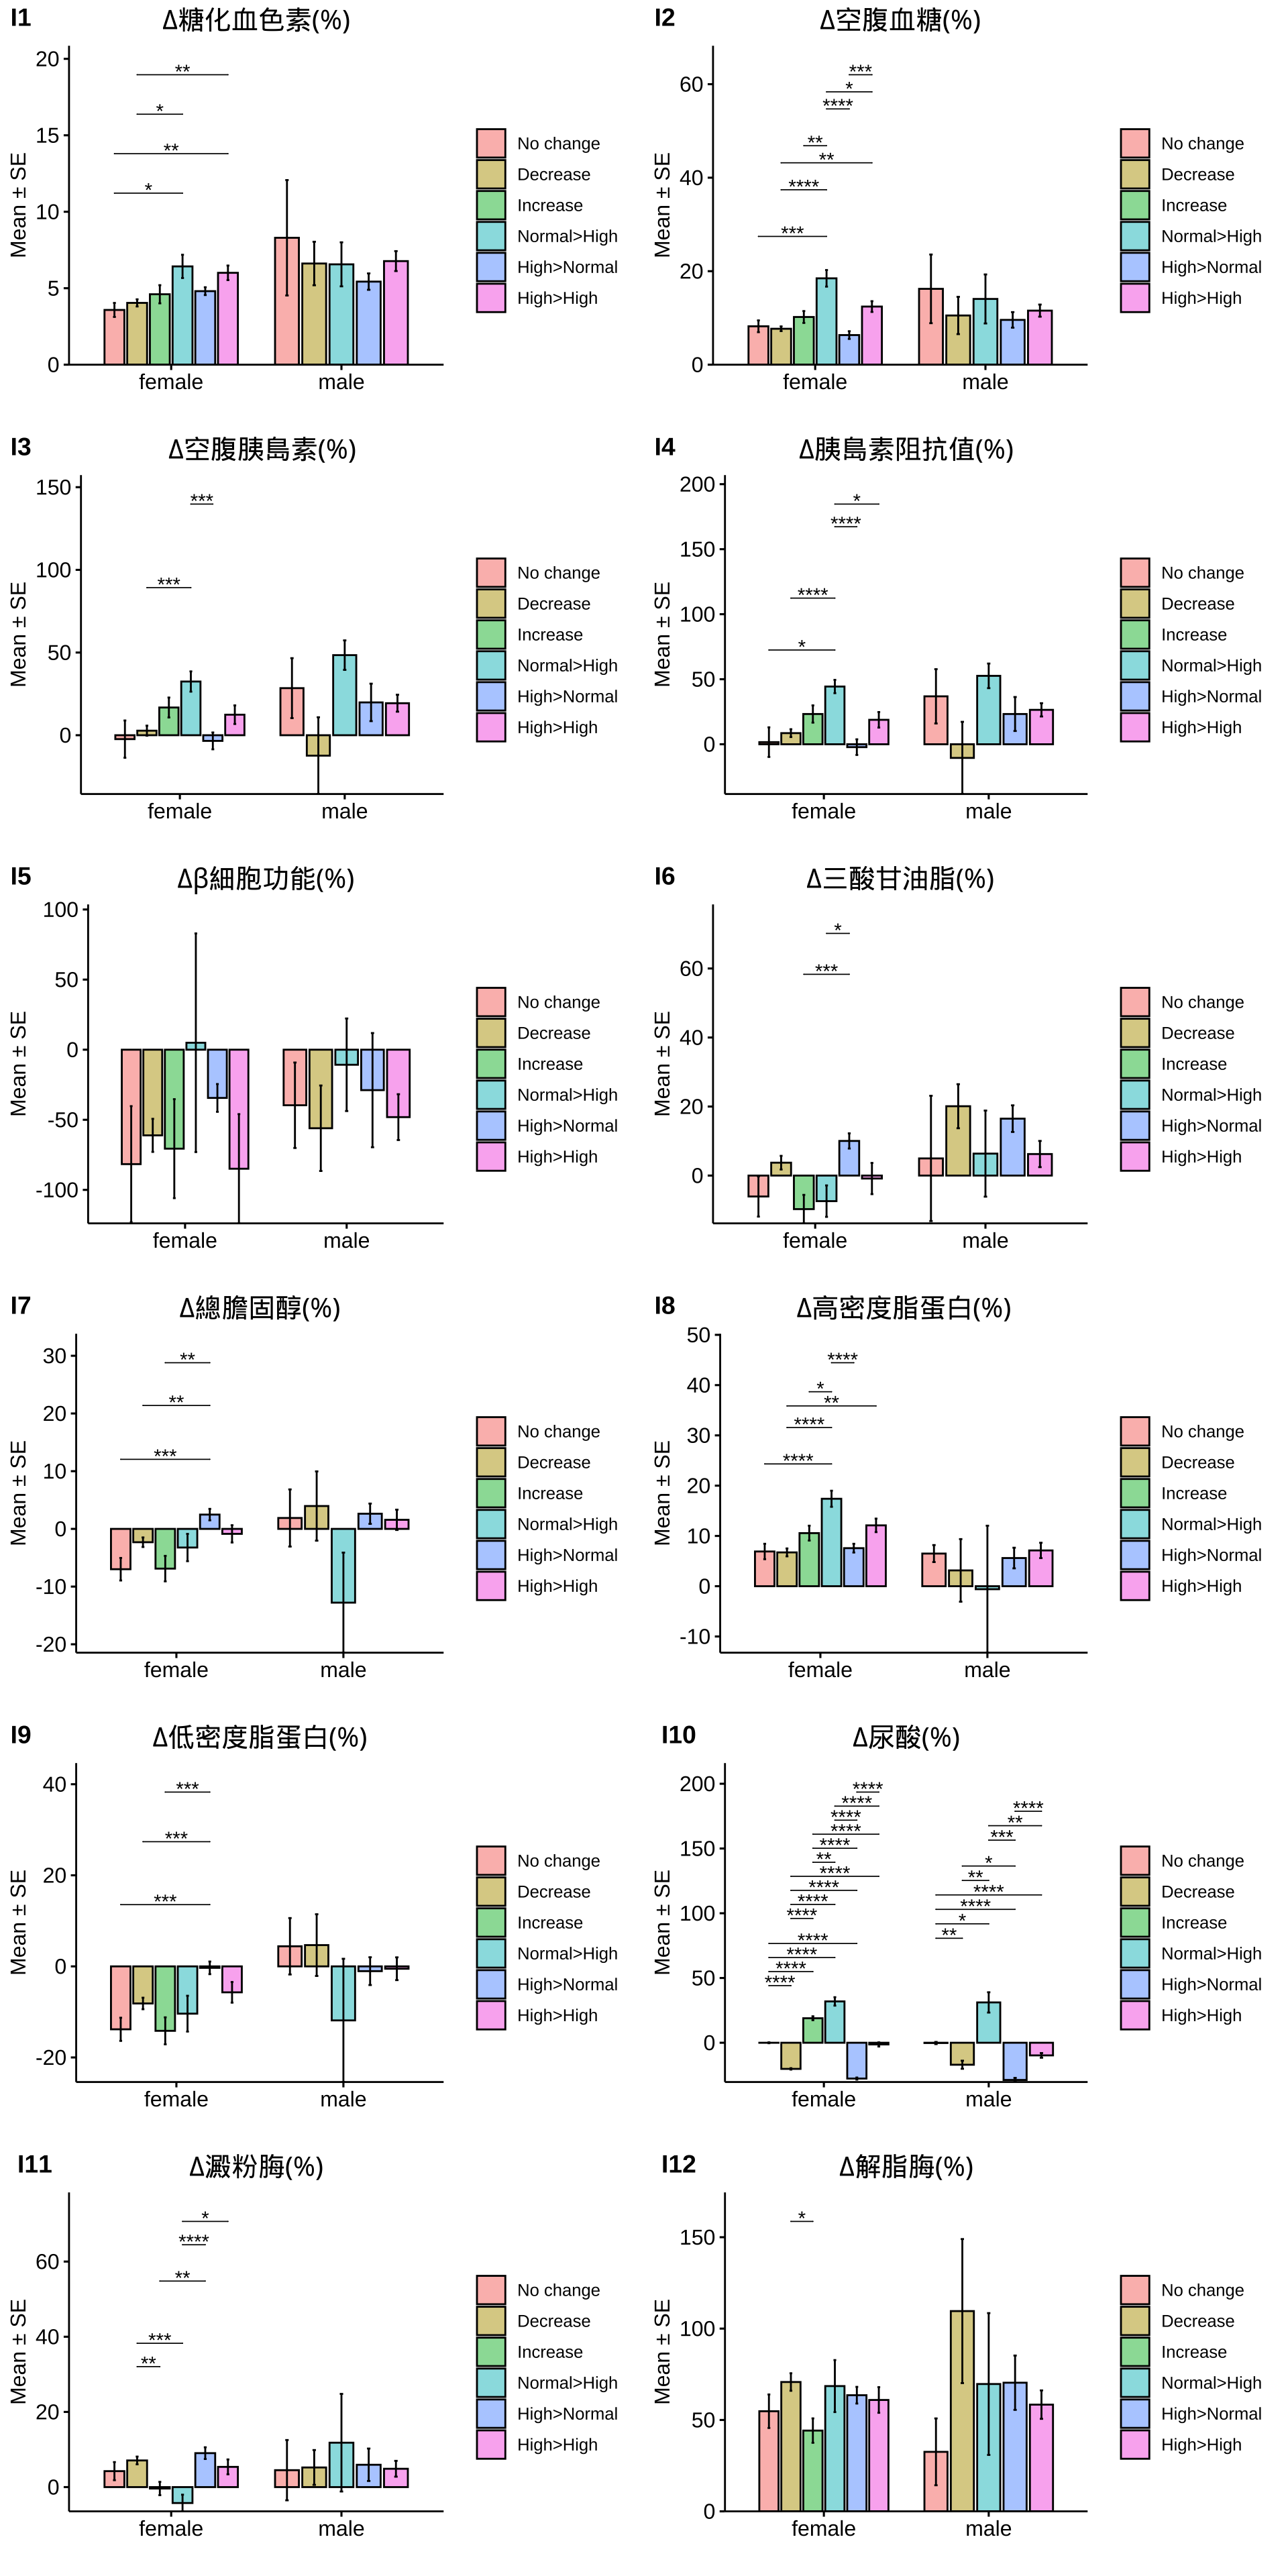 I1
Δ糖化血色素(%)
Mean ± SE
20
15
10
5
0
**
*
**
*
female
male
No change
Decrease
Increase
Normal>High
High>Normal
High>High
I2
Δ空腹血糖(%)
Mean ± SE
60
40
20
0
***
*
****
**
**
****
***
female
male
No change
Decrease
Increase
Normal>High
High>Normal
High>High
I3
Δ空腹胰島素(%)
Mean ± SE
150
100
50
0
***
***
female
male
No change
Decrease
Increase
Normal>High
High>Normal
High>High
I4
Δ胰島素阻抗值(%)
Mean ± SE
200
150
100
50
0
*
****
****
*
female
male
No change
Decrease
Increase
Normal>High
High>Normal
High>High
I5
Δβ細胞功能(%)
Mean ± SE
100
50
0
-50
-100
female
male
No change
Decrease
Increase
Normal>High
High>Normal
High>High
I6
Δ三酸甘油脂(%)
Mean ± SE
60
40
20
0
*
***
female
male
No change
Decrease
Increase
Normal>High
High>Normal
High>High
I7
Δ總膽固醇(%)
Mean ± SE
30
20
10
0
-10
-20
**
**
***
female
male
No change
Decrease
Increase
Normal>High
High>Normal
High>High
I8
Δ高密度脂蛋白(%)
Mean ± SE
50
40
30
20
10
0
-10
****
*
**
****
****
female
male
No change
Decrease
Increase
Normal>High
High>Normal
High>High
I9
Δ低密度脂蛋白(%)
Mean ± SE
40
20
0
-20
***
***
***
female
male
No change
Decrease
Increase
Normal>High
High>Normal
High>High
I10
Δ尿酸(%)
Mean ± SE
200
150
100
50
0
****
****
****
****
****
**
****
****
****
****
****
****
****
****
****
**
***
*
**
****
****
*
**
female
male
No change
Decrease
Increase
Normal>High
High>Normal
High>High
I11
Δ澱粉脢(%)
Mean ± SE
60
40
20
0
*
****
**
***
**
female
male
No change
Decrease
Increase
Normal>High
High>Normal
High>High
I12
Δ解脂脢(%)
Mean ± SE
150
100
50
0
*
female
male
No change
Decrease
Increase
Normal>High
High>Normal
High>High